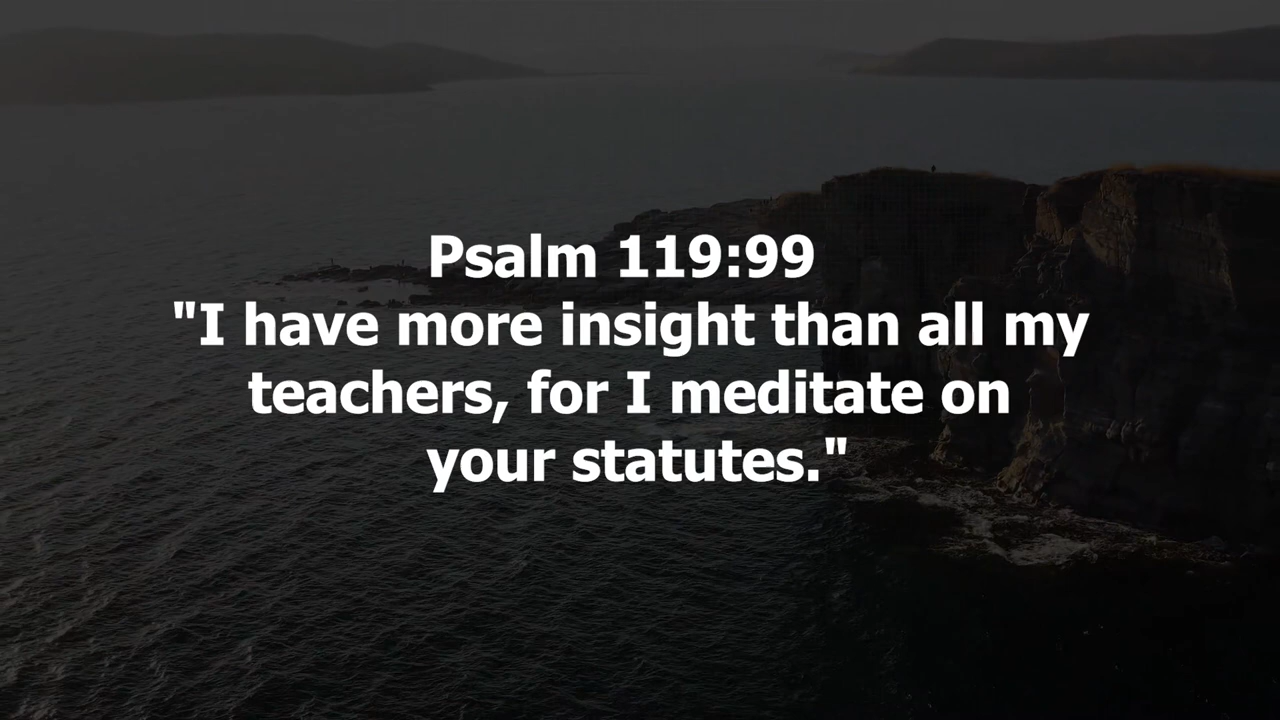 Psalm 119:99
"I have more insight than all my
teachers, for I meditate on
your statutes."